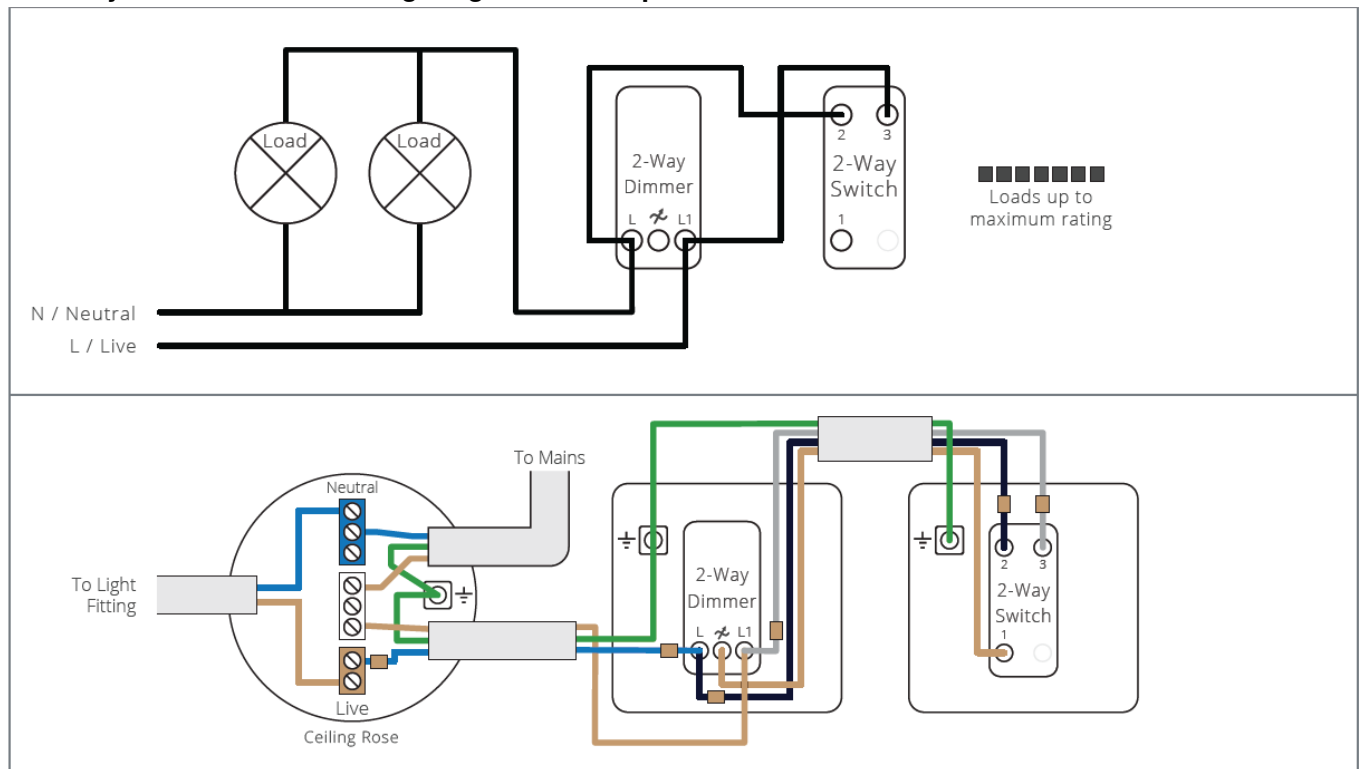 Load
Load
2-Way
Dimmer
L
L1
2
3
2-Way
Switch
1
Loads up to
maximum rating
N / Neutral
L / Live
To Mains
Neutral
To Light
Fitting
Live
Ceiling Rose
2-Way
Dimmer
L
L1
2
3
2-Way
Switch
1